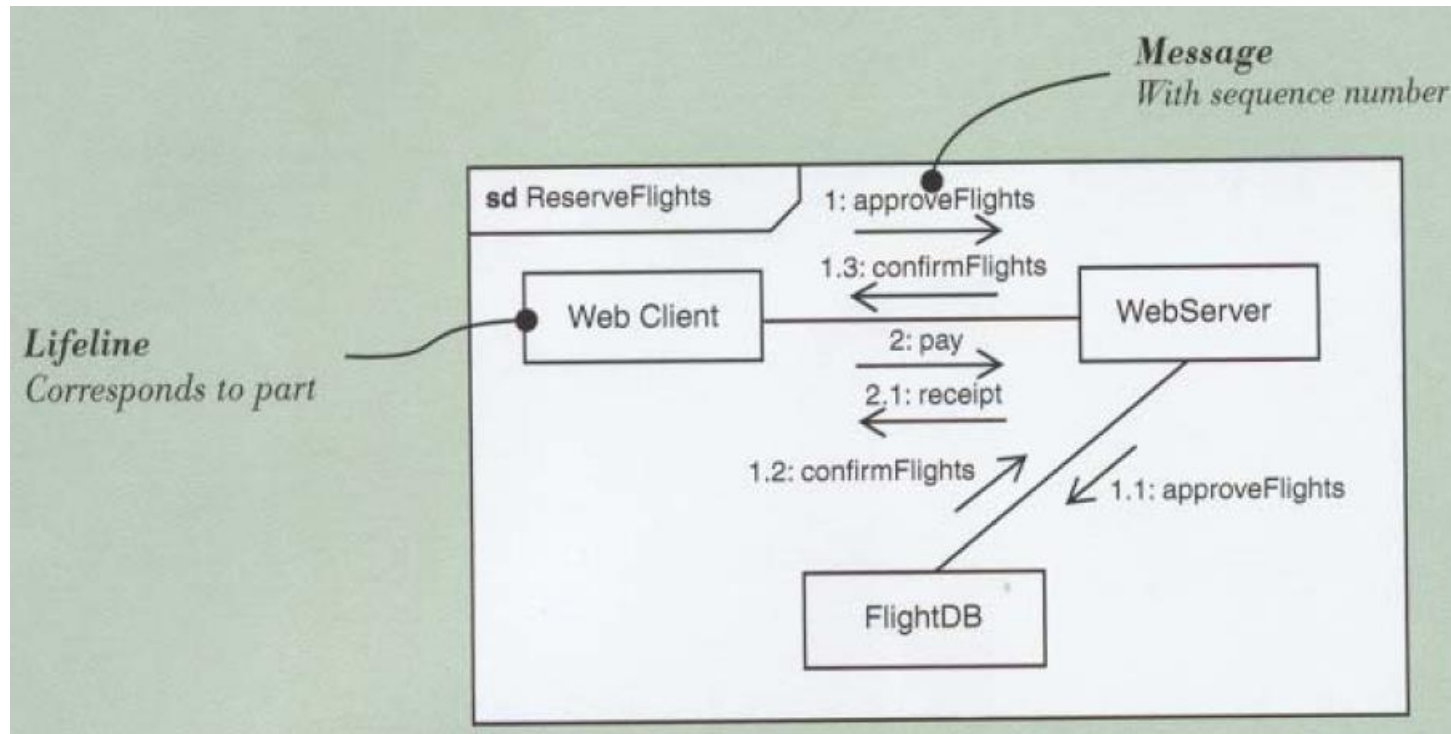 Message
With sequence number
sd ReserveFlights
1: approveFlights
1.3: confirmFlights
Web Client
WebServer
Lifeline
Corresponds to part
2: pay
2.1: receipt
1.2: confirmFlights
1.1: approveFlights
FlightDB